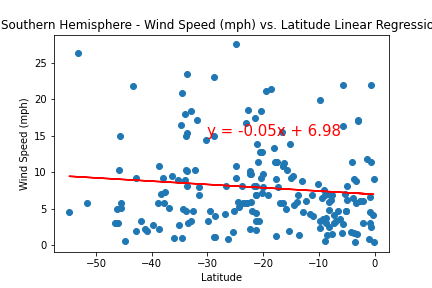 Southern Hemisphere - Wind Speed (mph) vs. Latitude Linear Regressio
25
20
15
10
5
0
Wind Speed (mph)
y = -0.05x + 6.98
−50 −40 −30 −20 −10 0
Latitude